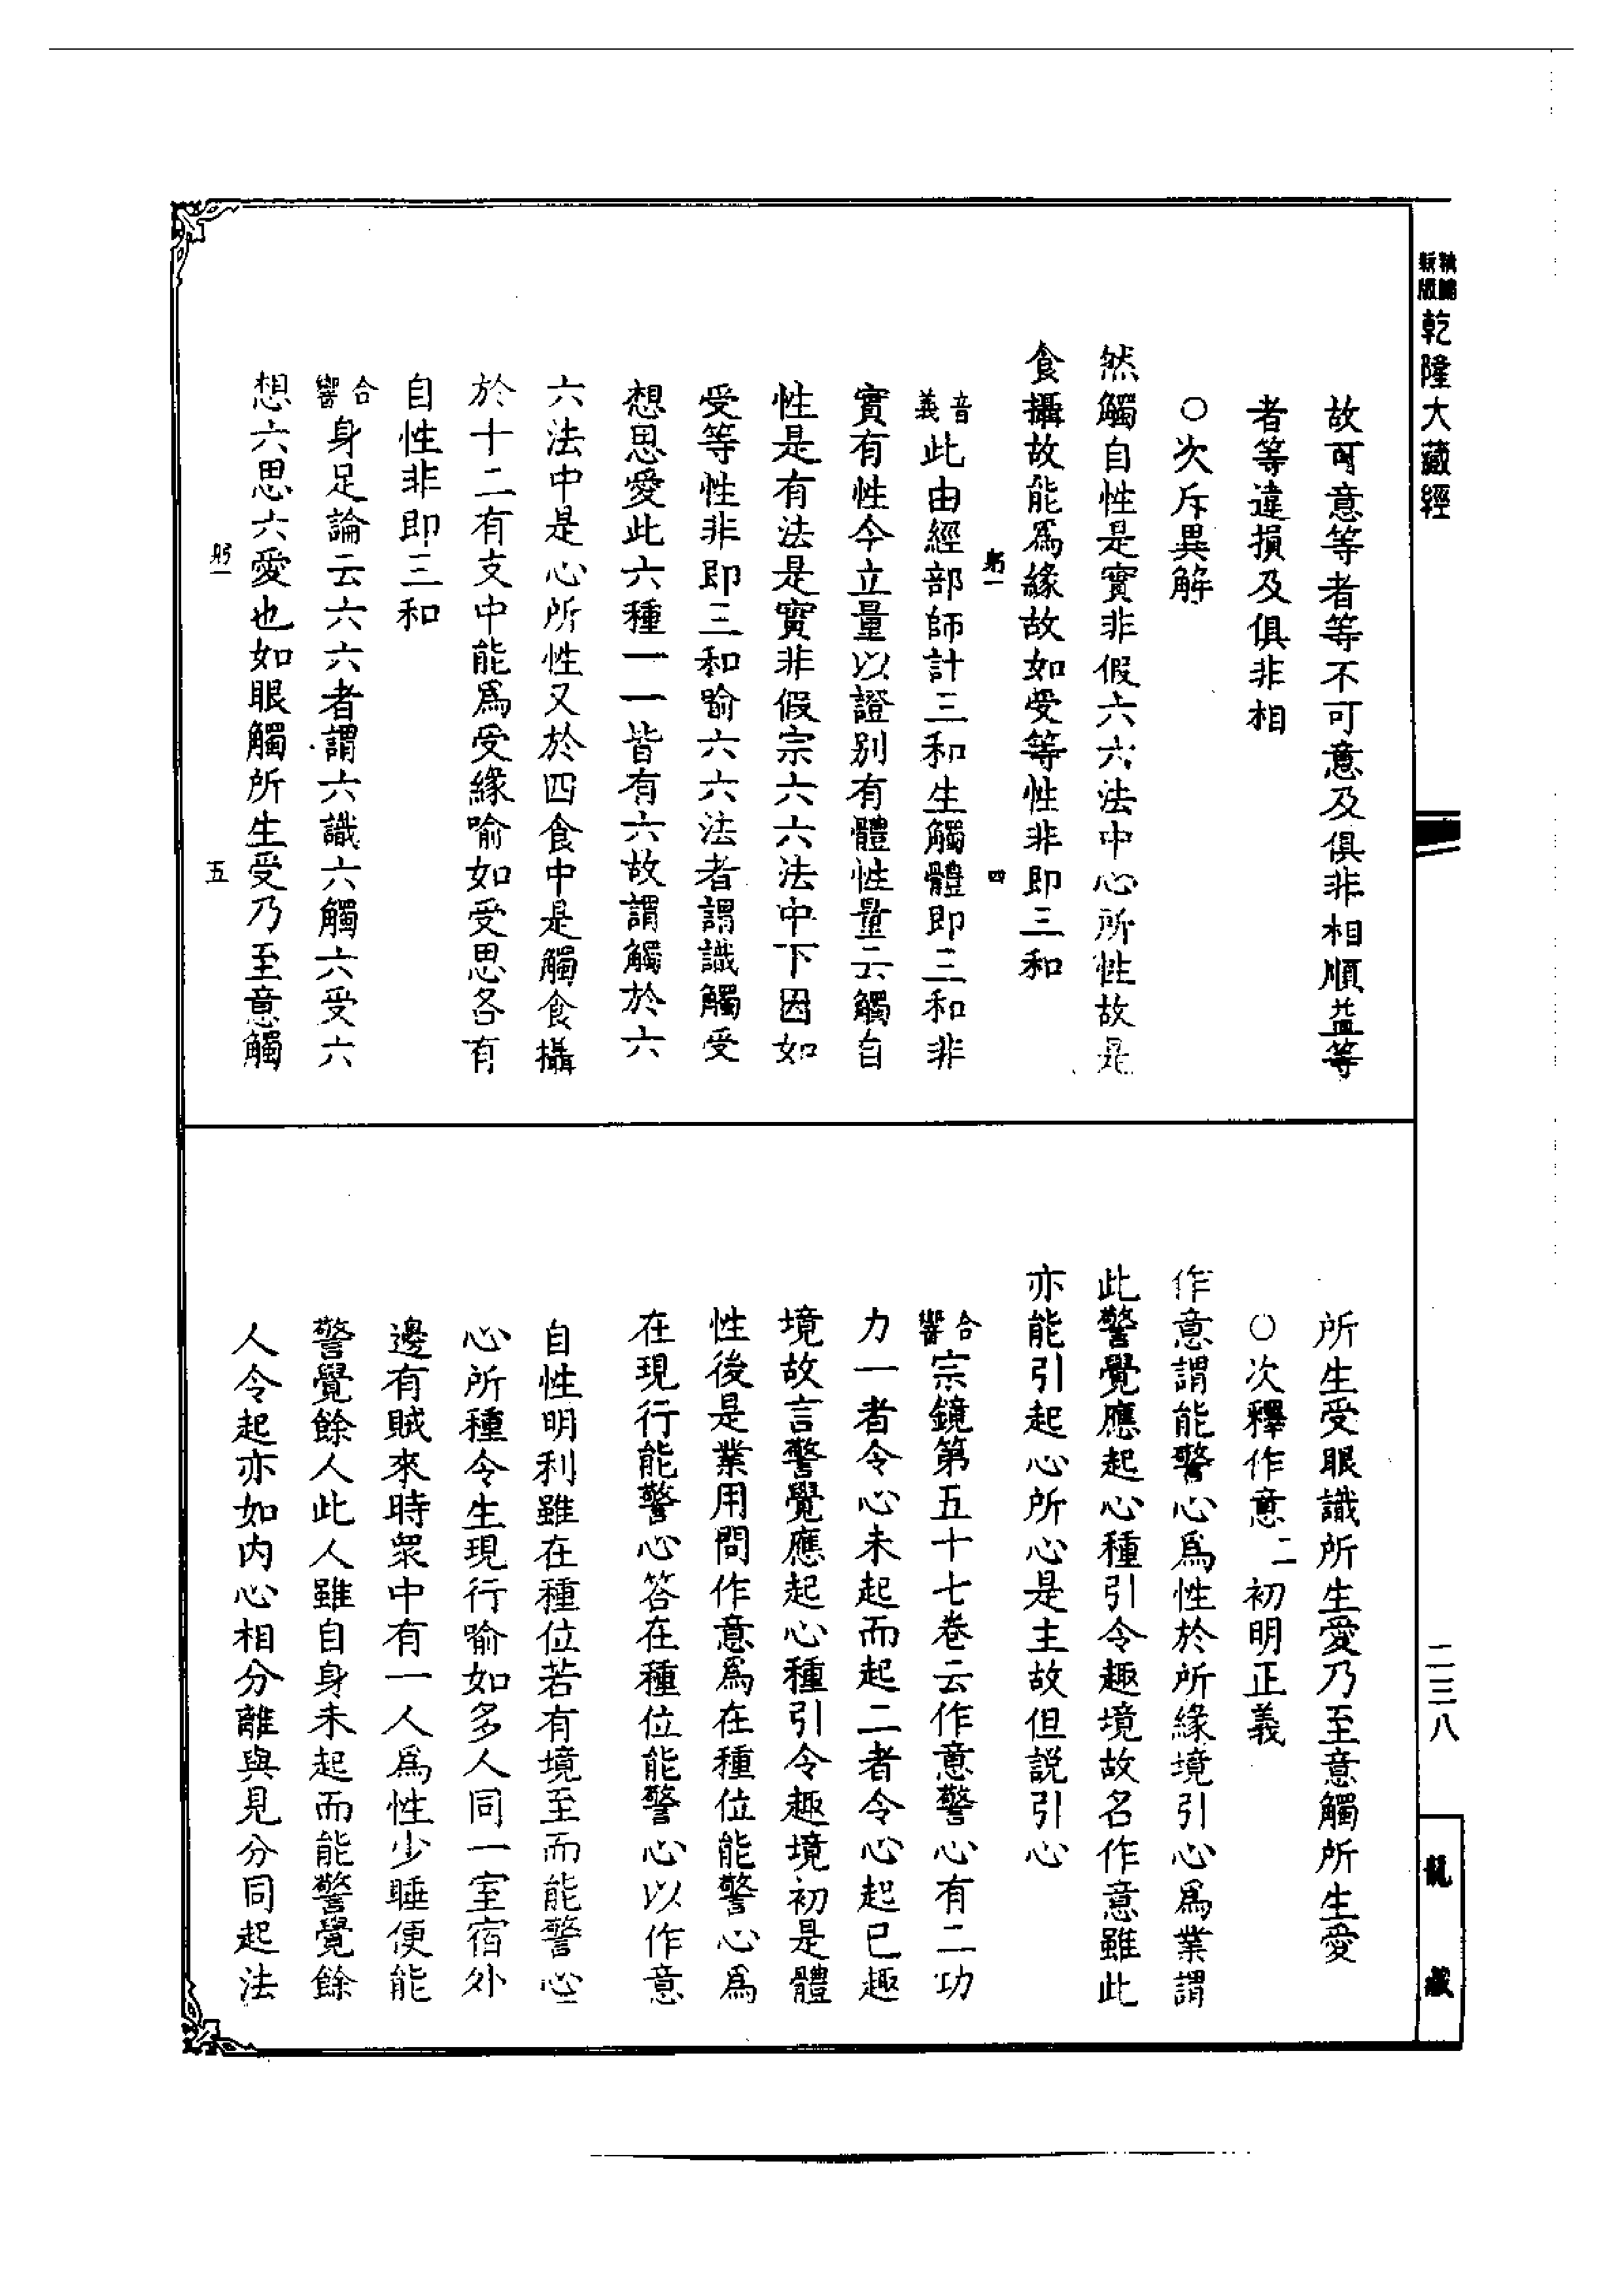 乾隆大藏經
故可意等者等不可意及俱非相順益等
者等違損及俱非相
○次斥異解
然觸自性是實非假六六法中心所性故是
食攝故能爲緣故如受等性非即三和
躬一
四
音義此由經部師計三和生觸體即三和非
實有性今立量以證別有體性量云觸自
性是有法是實非假宗六六法中下因如
受等性非即三和喻六六法者謂識觸受
想思愛此六種一一皆有六故謂觸於六
六法中是心所性又於四食中是觸食攝
於十二有支中能爲受緣喻如受思各有
自性非即三和
合響身足論云六六者謂六識六觸六受六
想六思六愛也如眼觸所生受乃至意觸
躬一
五
所生受眼識所生愛乃至意觸所生愛
○次釋作意二初明正義
作意謂能警心爲性於所緣境引心爲業謂
此警覺應起心種引令趣境故名作意雖此
亦能引起心所心是主故但說引心
合響宗鏡第五十七卷云作意警心有二功
力一者令心未起而起二者令心起已趣
境故言警覺應起心種引令趣境初是體
性後是業用問作意爲在種位能警心爲
在現行能警心答在種位能警心以作意
自性明利雖在種位若有境至而能警心
心所種令生現行喻如多人同一室宿外
邊有賊來時衆中有一人爲性少睡便能
警覺餘人此人雖自身未起而能警覺餘
人令起亦如內心相分離與見分同起法
二三八
龍藏